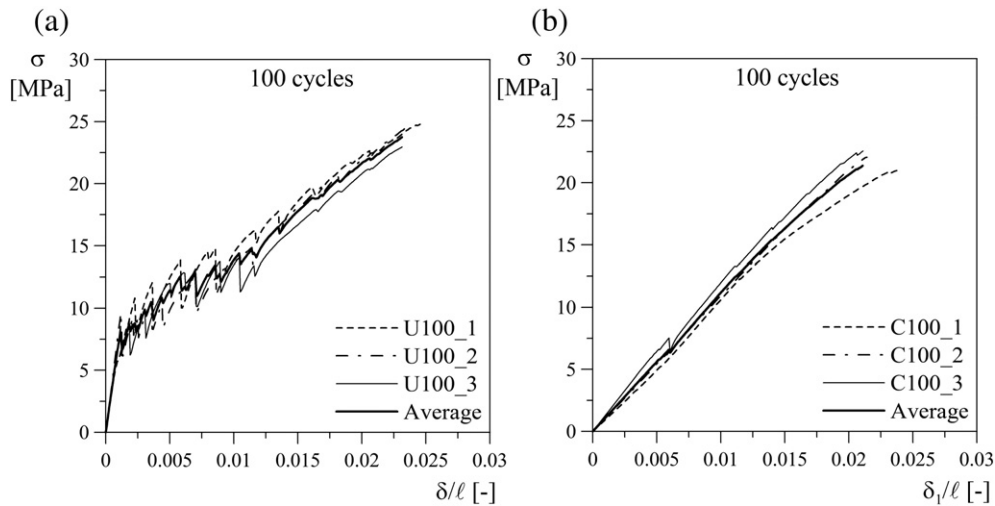 (a)
σ
[MPa]
30
25
20
15
10
5
0
100 cycles
U100_1
U100_2
U100_3
Average
0 0.005 0.01 0.015 0.02 0.025 0.03
δ/ℓ [-]
(b)
σ
[MPa]
30
25
20
15
10
5
0
100 cycles
C100_1
C100_2
C100_3
Average
0 0.005 0.01 0.015 0.02 0.025 0.03
δ₁/ℓ [-]